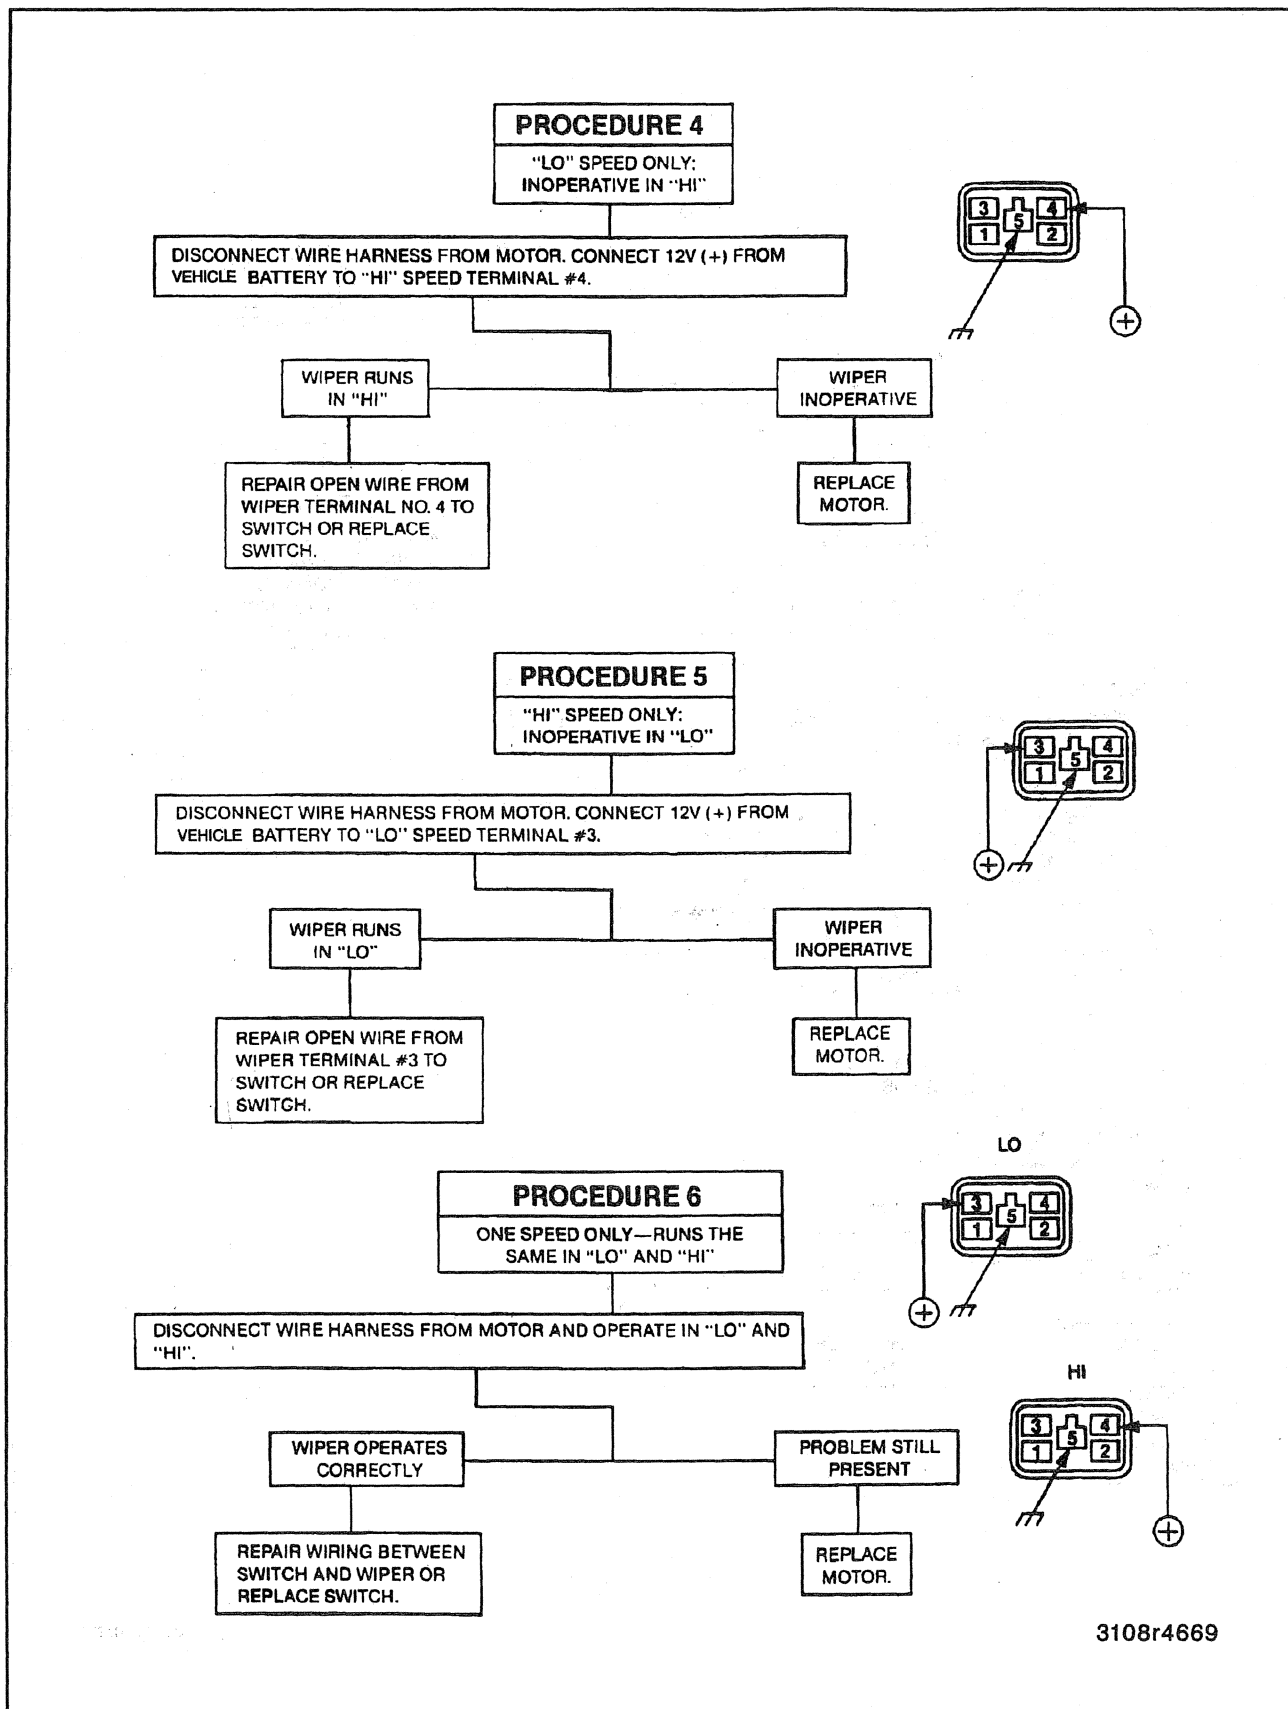 PROCEDURE 4
"LO" SPEED ONLY:
INOPERATIVE IN "HI"
3
4
5
1
2
DISCONNECT WIRE HARNESS FROM MOTOR. CONNECT 12V (+) FROM
VEHICLE BATTERY TO "HI" SPEED TERMINAL #4.
+
WIPER RUNS
IN "HI"
WIPER
INOPERATIVE
REPAIR OPEN WIRE FROM
WIPER TERMINAL NO. 4 TO
SWITCH OR REPLACE
SWITCH.
REPLACE
MOTOR.
PROCEDURE 5
"HI" SPEED ONLY:
INOPERATIVE IN "LO"
3
4
5
1
2
DISCONNECT WIRE HARNESS FROM MOTOR. CONNECT 12V (+) FROM
VEHICLE BATTERY TO "LO" SPEED TERMINAL #3.
+
WIPER RUNS
IN "LO"
WIPER
INOPERATIVE
REPAIR OPEN WIRE FROM
WIPER TERMINAL #3 TO
SWITCH OR REPLACE
SWITCH.
REPLACE
MOTOR.
LO
PROCEDURE 6
ONE SPEED ONLY—RUNS THE
SAME IN "LO" AND "HI"
3
4
5
1
2
+
DISCONNECT WIRE HARNESS FROM MOTOR AND OPERATE IN "LO" AND
"HI".
HI
3
4
5
1
2
+
WIPER OPERATES
CORRECTLY
PROBLEM STILL
PRESENT
REPAIR WIRING BETWEEN
SWITCH AND WIPER OR
REPLACE SWITCH.
REPLACE
MOTOR.
3108r4669